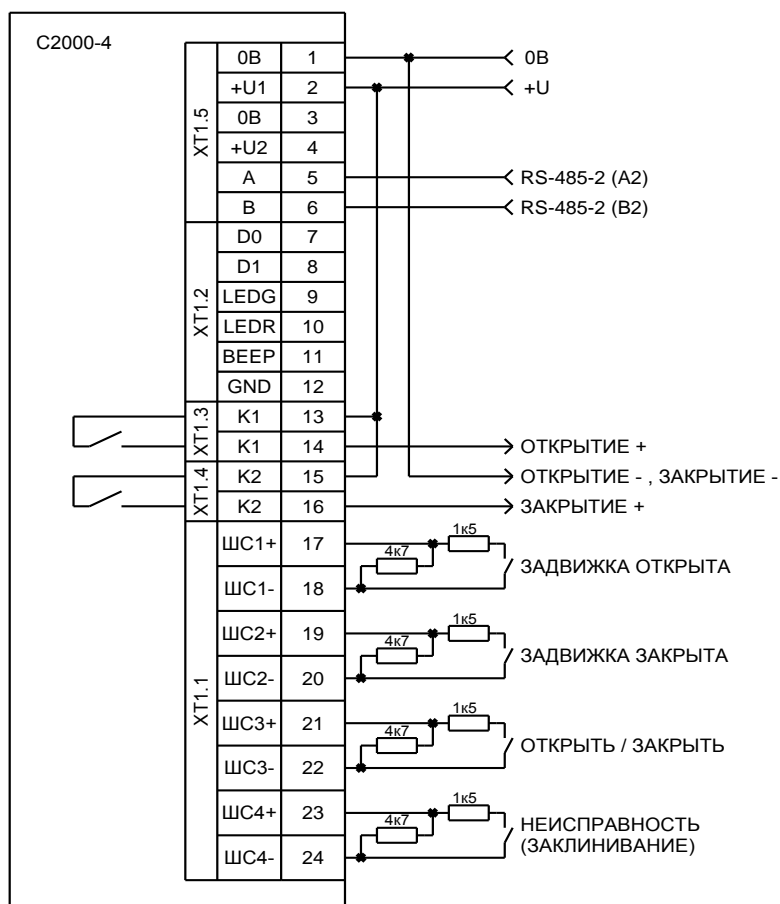 С2000-4
XT1.5
0В 1 0В
+U1 2 +U
0В 3
+U2 4
A 5 RS-485-2 (A2)
B 6 RS-485-2 (B2)
XT1.2
D0 7
D1 8
LEDG 9
LEDR 10
BEEP 11
GND 12
XT1.3
К1 13
К1 14 ОТКРЫТИЕ +
XT1.4
К2 15 ОТКРЫТИЕ - , ЗАКРЫТИЕ -
К2 16 ЗАКРЫТИЕ +
XT1.1
ШС1+ 17 4к7 1к5
ЗАДВИЖКА ОТКРЫТА
ШС1- 18
ШС2+ 19 4к7 1к5
ЗАДВИЖКА ЗАКРЫТА
ШС2- 20
ШС3+ 21 4к7 1к5
ОТКРЫТЬ / ЗАКРЫТЬ
ШС3- 22
ШС4+ 23 4к7 1к5
НЕИСПРАВНОСТЬ
(ЗАКЛИНИВАНИЕ)
ШС4- 24